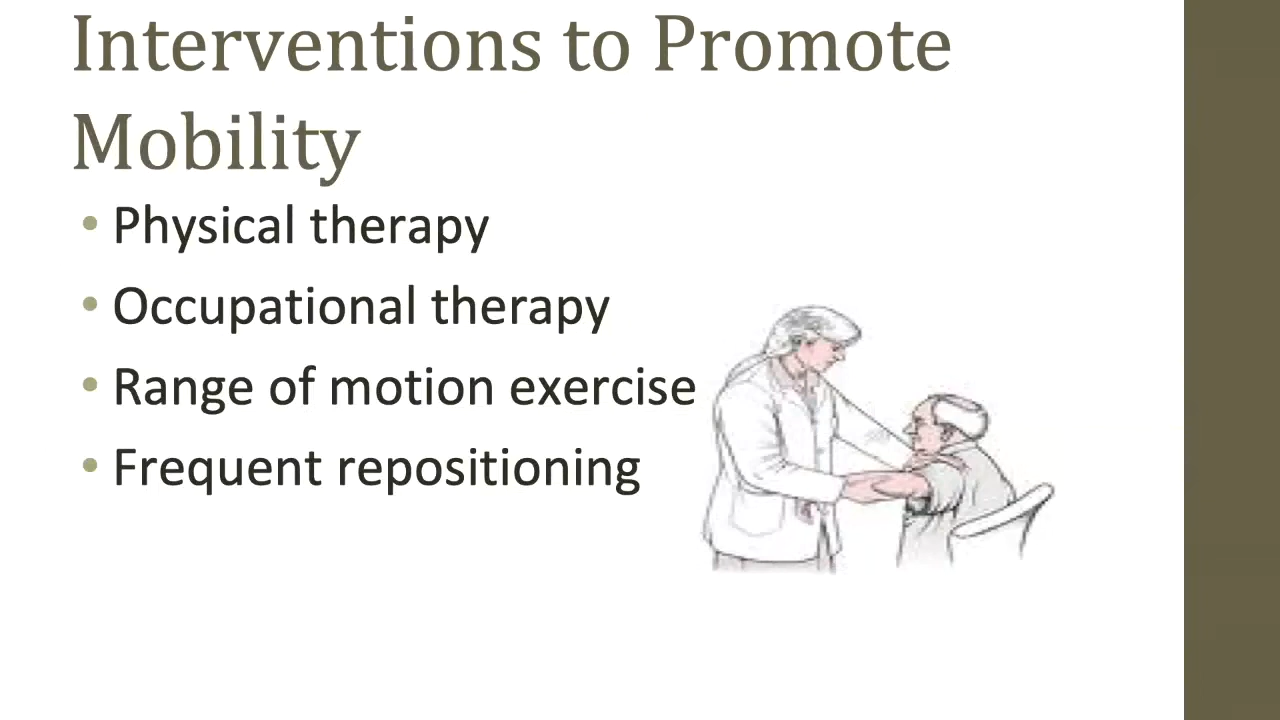 Interventions to Promote
Mobility
• Physical therapy
• Occupational therapy
• Range of motion exercise
• Frequent repositioning